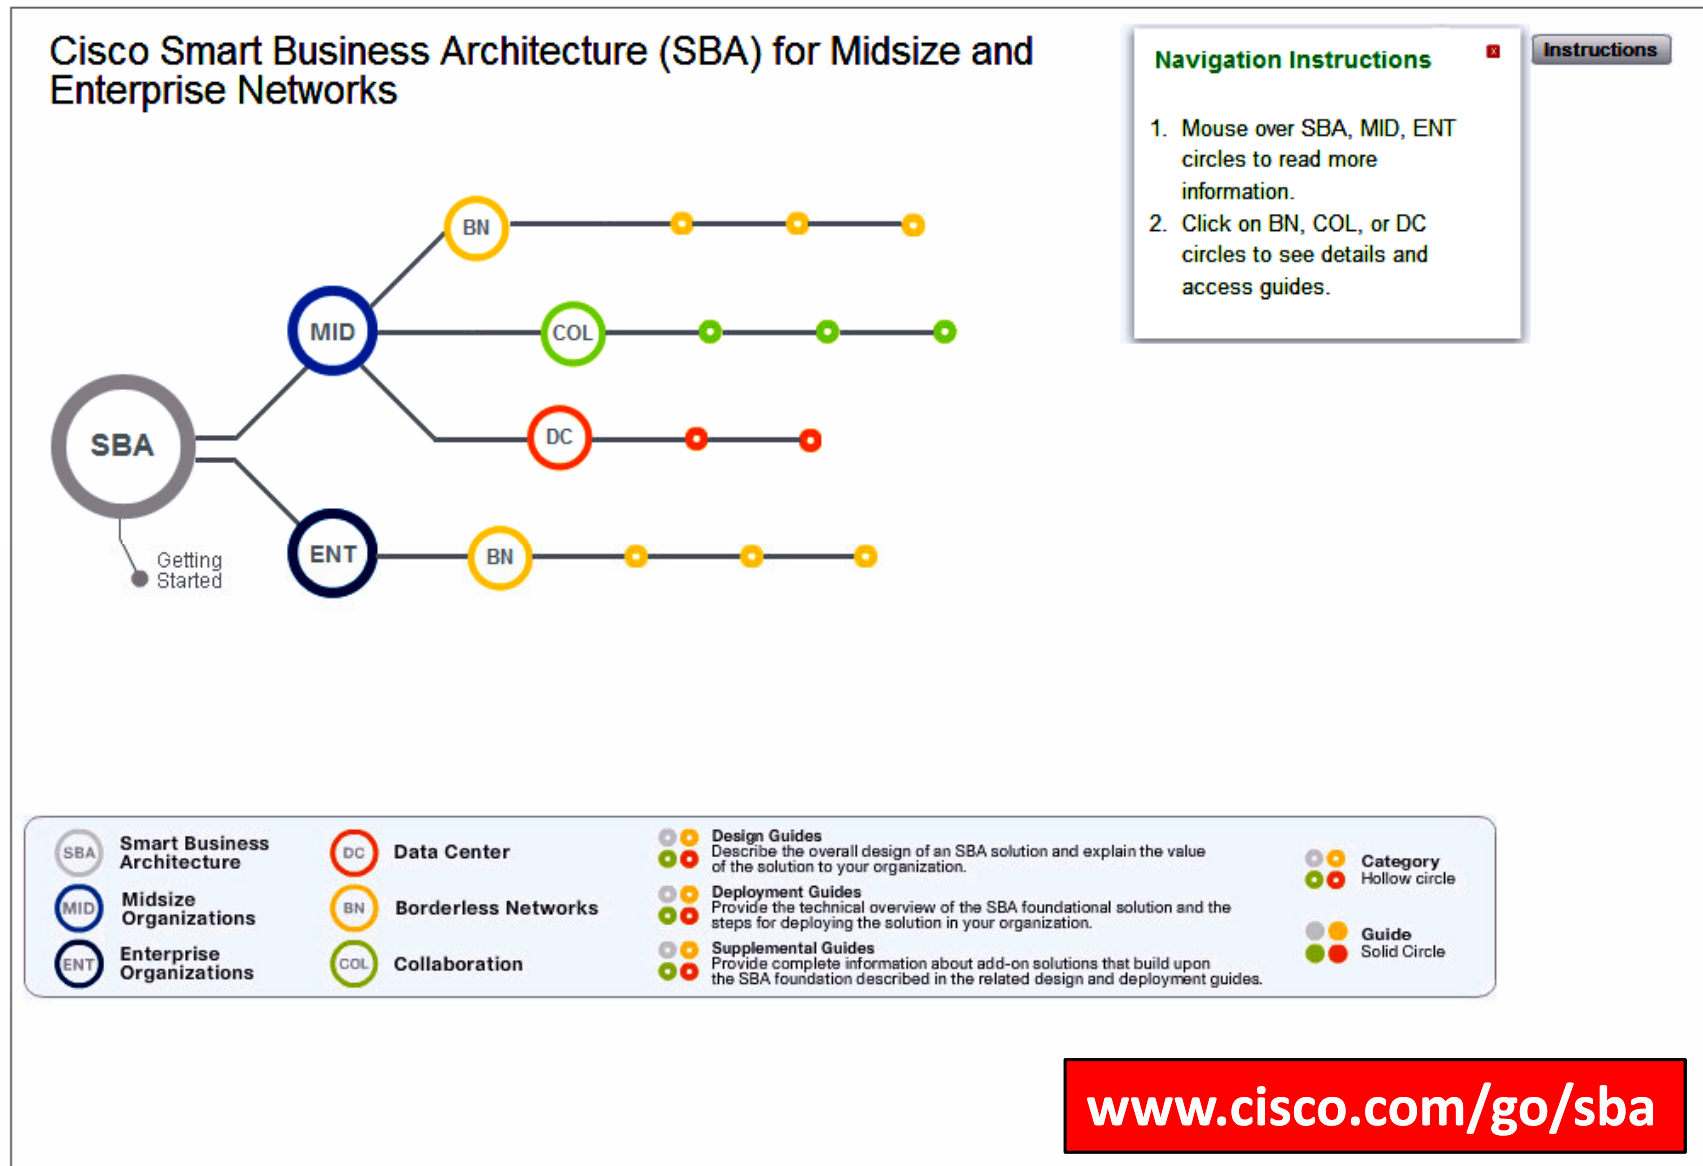 Cisco Smart Business Architecture (SBA) for Midsize and
Enterprise Networks
Navigation Instructions
x
Instructions
1. Mouse over SBA, MID, ENT
circles to read more
information.
2. Click on BN, COL, or DC
circles to see details and
access guides.
BN
MID
COL
SBA
DC
ENT
BN
Getting
Started
SBA
Smart Business
Architecture
MID
Midsize
Organizations
ENT
Enterprise
Organizations
DC
Data Center
BN
Borderless Networks
COL
Collaboration
Design Guides
Describe the overall design of an SBA solution and explain the value
of the solution to your organization.
Deployment Guides
Provide the technical overview of the SBA foundational solution and the
steps for deploying the solution in your organization.
Supplemental Guides
Provide complete information about add-on solutions that build upon
the SBA foundation described in the related design and deployment guides.
Category
Hollow circle
Guide
Solid Circle
www.cisco.com/go/sba